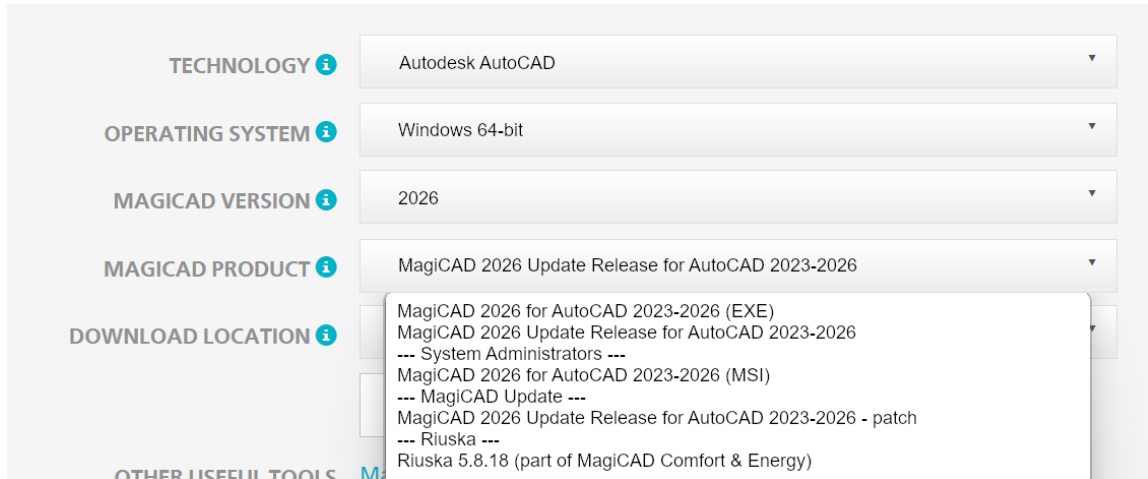 TECHNOLOGY Autodesk AutoCAD
OPERATING SYSTEM Windows 64-bit
MAGICAD VERSION 2026
MAGICAD PRODUCT MagiCAD 2026 Update Release for AutoCAD 2023-2026
MagiCAD 2026 for AutoCAD 2023-2026 (EXE)
DOWNLOAD LOCATION MagiCAD 2026 Update Release for AutoCAD 2023-2026
--- System Administrators ---
MagiCAD 2026 for AutoCAD 2023-2026 (MSI)
--- MagiCAD Update ---
MagiCAD 2026 Update Release for AutoCAD 2023-2026 - patch
--- Riuska ---
Riuska 5.8.18 (part of MagiCAD Comfort & Energy)
OTHER USEFUL TOOLS